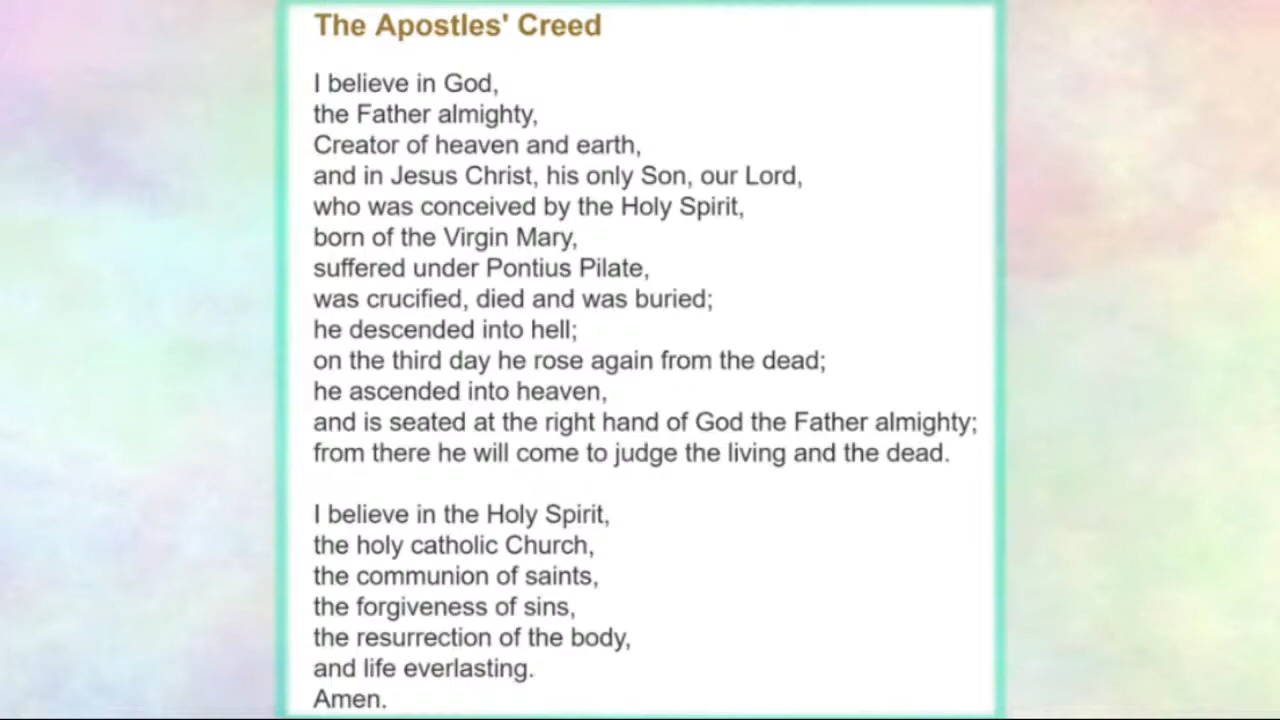 The Apostles' Creed
I believe in God,
the Father almighty,
Creator of heaven and earth,
and in Jesus Christ, his only Son, our Lord,
who was conceived by the Holy Spirit,
born of the Virgin Mary,
suffered under Pontius Pilate,
was crucified, died and was buried;
he descended into hell;
on the third day he rose again from the dead;
he ascended into heaven,
and is seated at the right hand of God the Father almighty;
from there he will come to judge the living and the dead.
I believe in the Holy Spirit,
the holy catholic Church,
the communion of saints,
the forgiveness of sins,
the resurrection of the body,
and life everlasting.
Amen.